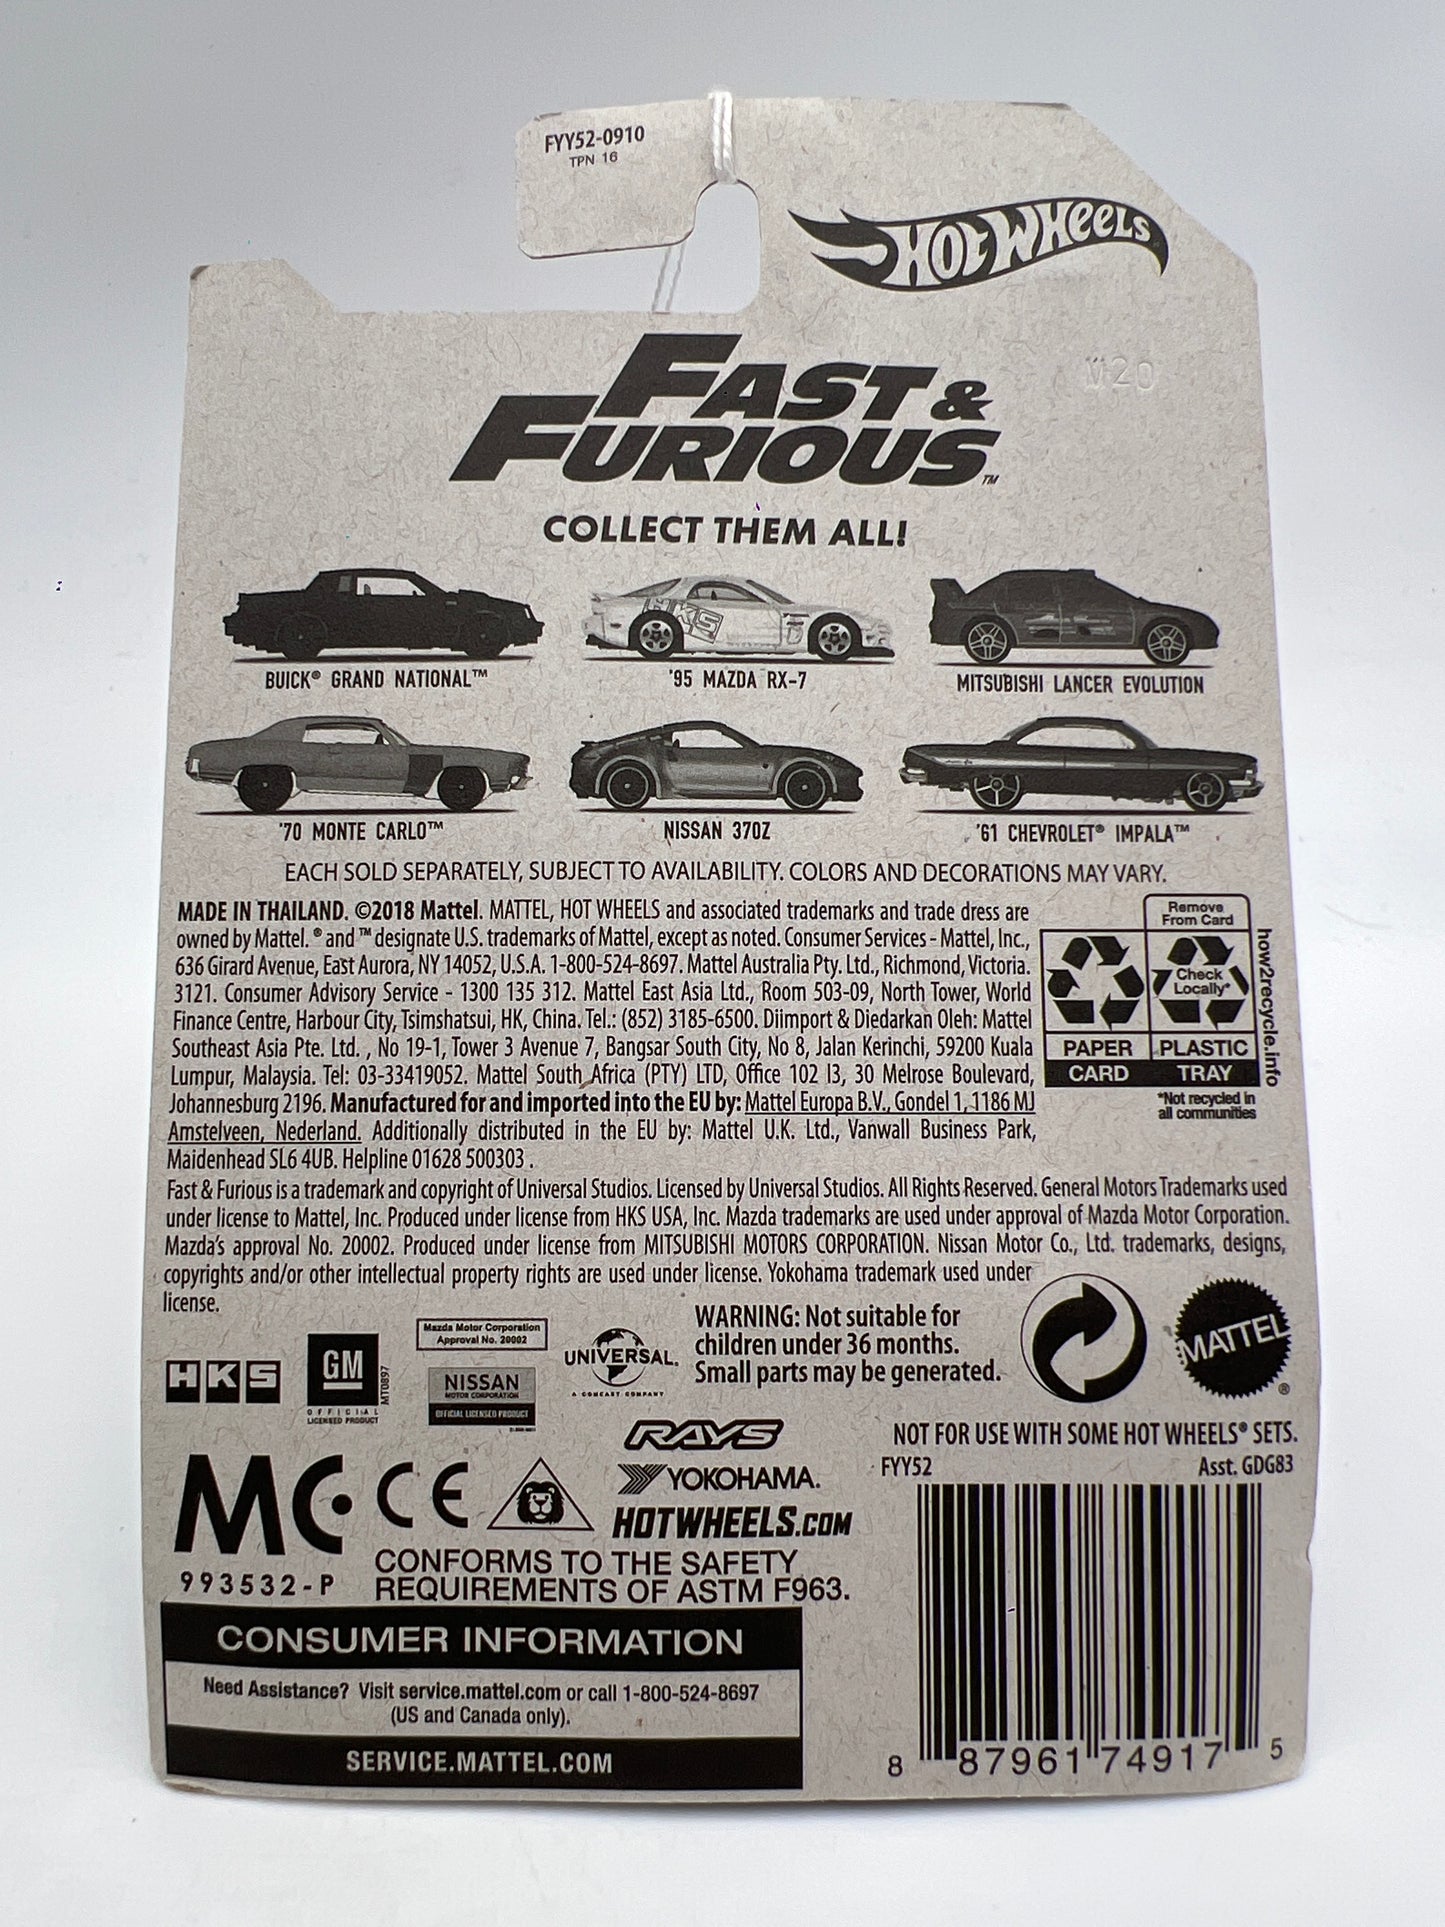 FYY52-0910
TPN 16
HOT WHEELS
FAST &
FURIOUS™
COLLECT THEM ALL!
HKS
BUICK® GRAND NATIONAL™
'95 MAZDA RX-7
MITSUBISHI LANCER EVOLUTION
'70 MONTE CARLO™
NISSAN 370Z
'61 CHEVROLET® IMPALA™
EACH SOLD SEPARATELY, SUBJECT TO AVAILABILITY. COLORS AND DECORATIONS MAY VARY.
MADE IN THAILAND. ©2018 Mattel. MATTEL, HOT WHEELS and associated trademarks and trade dress are
owned by Mattel. ® and ™ designate U.S. trademarks of Mattel, except as noted. Consumer Services - Mattel, Inc.,
636 Girard Avenue, East Aurora, NY 14052, U.S.A. 1-800-524-8697. Mattel Australia Pty. Ltd., Richmond, Victoria.
3121. Consumer Advisory Service - 1300 135 312. Mattel East Asia Ltd., Room 503-09, North Tower, World
Finance Centre, Harbour City, Tsimshatsui, HK, China. Tel.: (852) 3185-6500. Diimport & Diedarkan Oleh: Mattel
Southeast Asia Pte. Ltd. , No 19-1, Tower 3 Avenue 7, Bangsar South City, No 8, Jalan Kerinchi, 59200 Kuala
Lumpur, Malaysia. Tel: 03-33419052. Mattel South Africa (PTY) LTD, Office 102 I3, 30 Melrose Boulevard,
Johannesburg 2196. Manufactured for and imported into the EU by: Mattel Europa B.V., Gondel 1, 1186 MJ
Amstelveen, Nederland. Additionally distributed in the EU by: Mattel U.K. Ltd., Vanwall Business Park,
Maidenhead SL6 4UB. Helpline 01628 500303 .
Remove
From Card
Check
Locally*
PAPER
CARD
PLASTIC
TRAY
how2recycle.info
*Not recycled in
all communities
Fast & Furious is a trademark and copyright of Universal Studios. Licensed by Universal Studios. All Rights Reserved. General Motors Trademarks used
under license to Mattel, Inc. Produced under license from HKS USA, Inc. Mazda trademarks are used under approval of Mazda Motor Corporation.
Mazda's approval No. 20002. Produced under license from MITSUBISHI MOTORS CORPORATION. Nissan Motor Co., Ltd. trademarks, designs,
copyrights and/or other intellectual property rights are used under license. Yokohama trademark used under
license.
HKS
GM
OFFICIAL
LICENSED PRODUCT
MT0897
Mazda Motor Corporation
Approval No. 20002
NISSAN
MOTOR CORPORATION
OFFICIAL LICENSED PRODUCT
UNIVERSAL
A COMCAST COMPANY
WARNING: Not suitable for
children under 36 months.
Small parts may be generated.
MATTEL®
RAYS
YOKOHAMA.
HOTWHEELS.COM
MC
CE
993532-P
CONFORMS TO THE SAFETY
REQUIREMENTS OF ASTM F963.
NOT FOR USE WITH SOME HOT WHEELS® SETS.
FYY52
Asst. GDG83
8 87961 74917 5
CONSUMER INFORMATION
Need Assistance? Visit service.mattel.com or call 1-800-524-8697
(US and Canada only).
SERVICE.MATTEL.COM